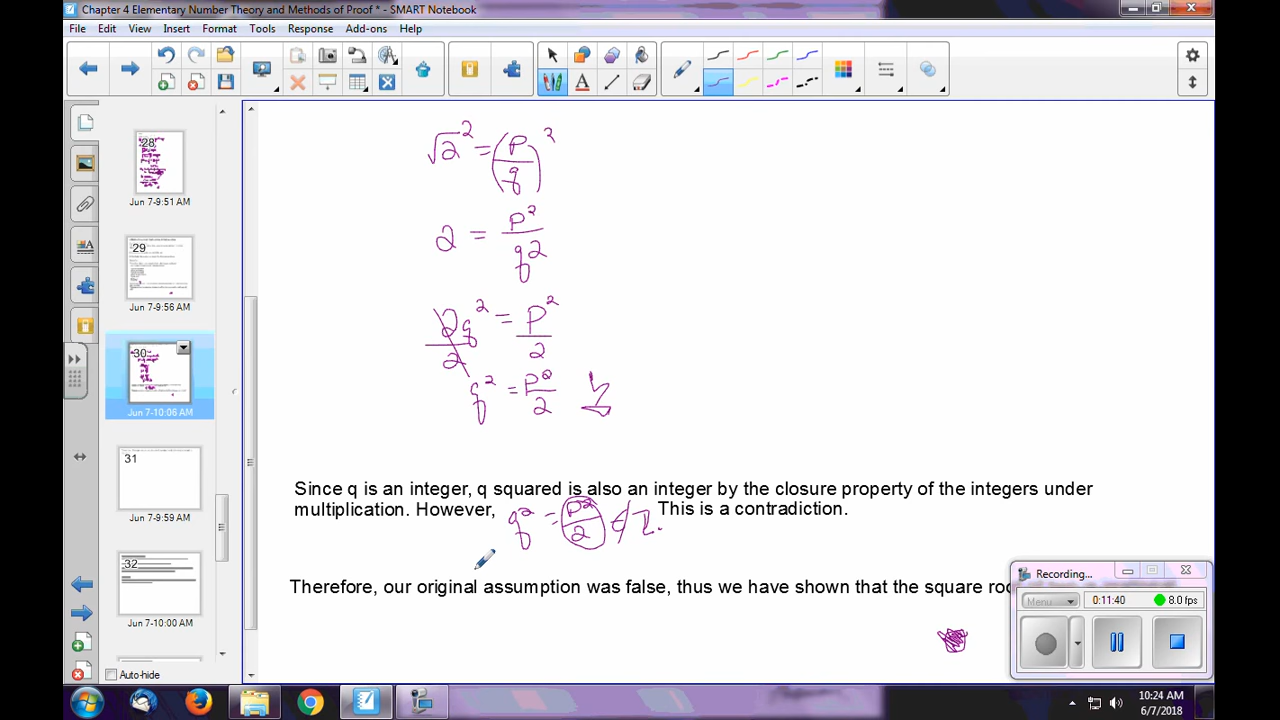 Chapter 4 Elementary Number Theory and Methods of Proof * - SMART Notebook
File Edit View Insert Format Tools Response Add-ons Help
28
Jun 7-9:51 AM
29
Jun 7-9:56 AM
30
Jun 7-10:06 AM
31
Jun 7-9:59 AM
32
Jun 7-10:00 AM
Auto-hide
√2² = (P/q)²
2 = P²/q2
2q²/2 = P²/2
q² = P2/2
Since q is an integer, q squared is also an integer by the closure property of the integers under
multiplication. However, q² = P²/2 ∉ Z. This is a contradiction.
Therefore, our original assumption was false, thus we have shown that the square roo
Recording...
Menu 0:11:40 8.0 fps
10:24 AM
6/7/2018